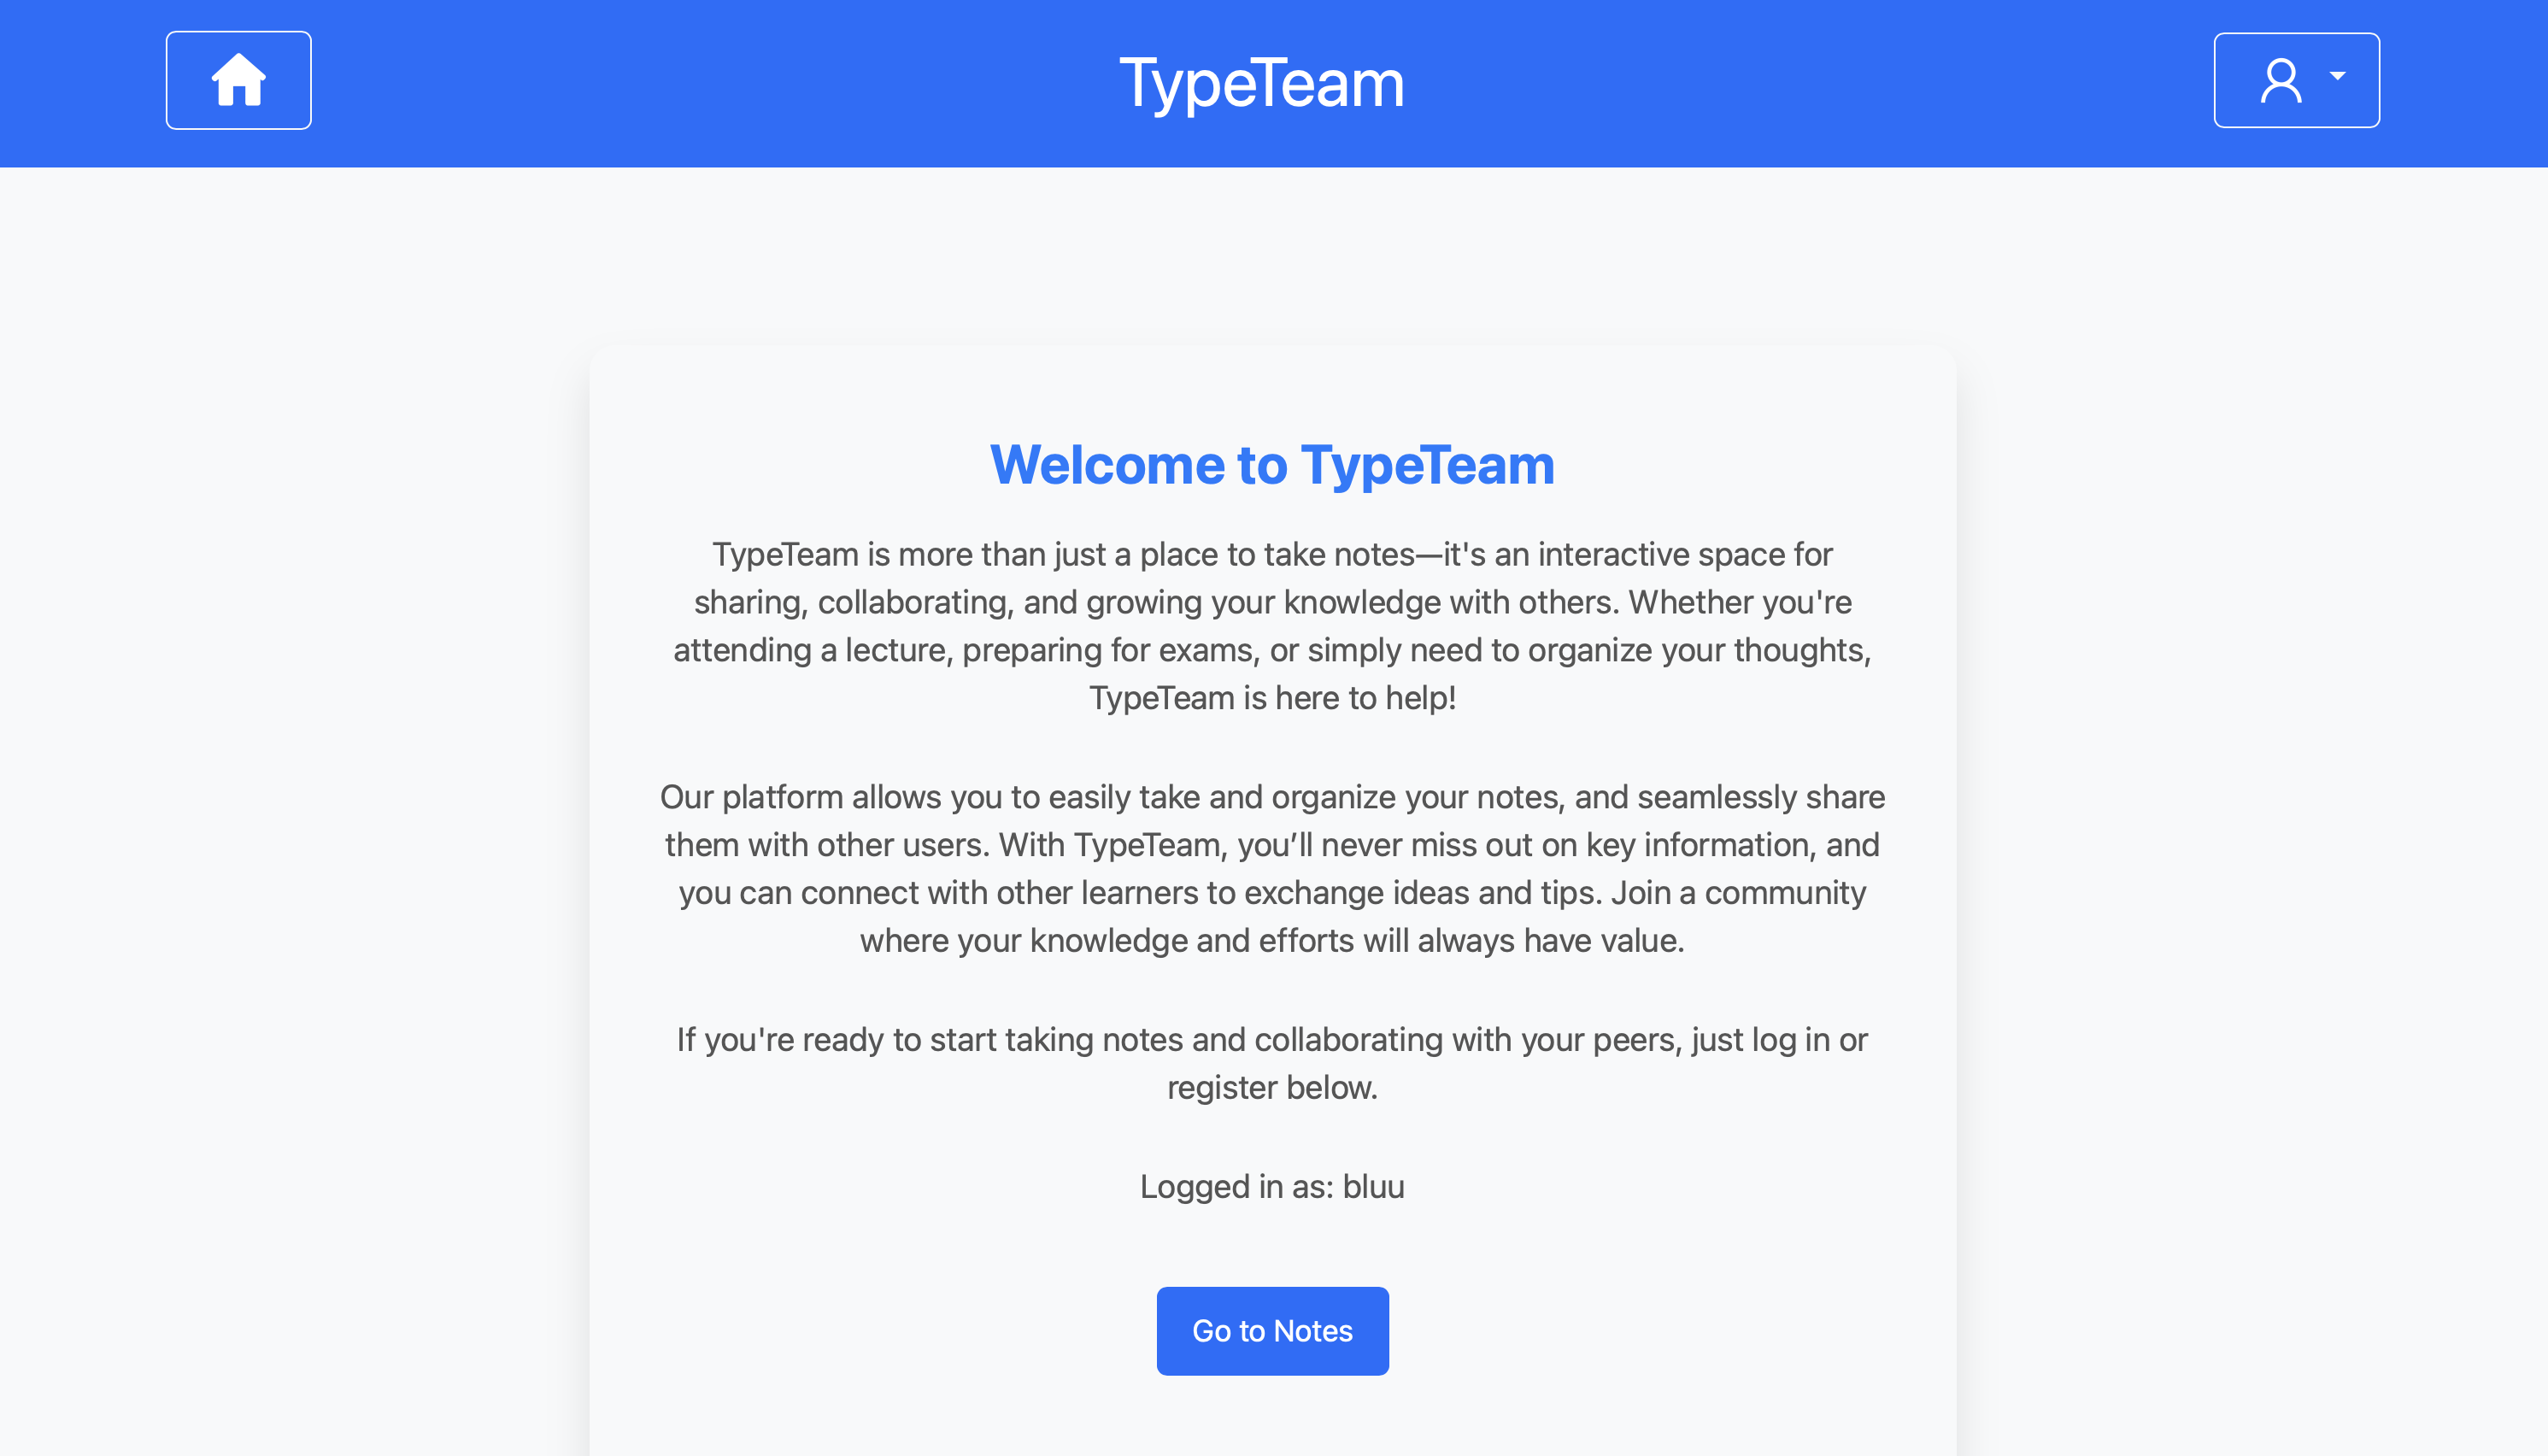 TypeTeam
Welcome to TypeTeam
TypeTeam is more than just a place to take notes—it's an interactive space for
sharing, collaborating, and growing your knowledge with others. Whether you're
attending a lecture, preparing for exams, or simply need to organize your thoughts,
TypeTeam is here to help!
Our platform allows you to easily take and organize your notes, and seamlessly share
them with other users. With TypeTeam, you’ll never miss out on key information, and
you can connect with other learners to exchange ideas and tips. Join a community
where your knowledge and efforts will always have value.
If you're ready to start taking notes and collaborating with your peers, just log in or
register below.
Logged in as: bluu
Go to Notes